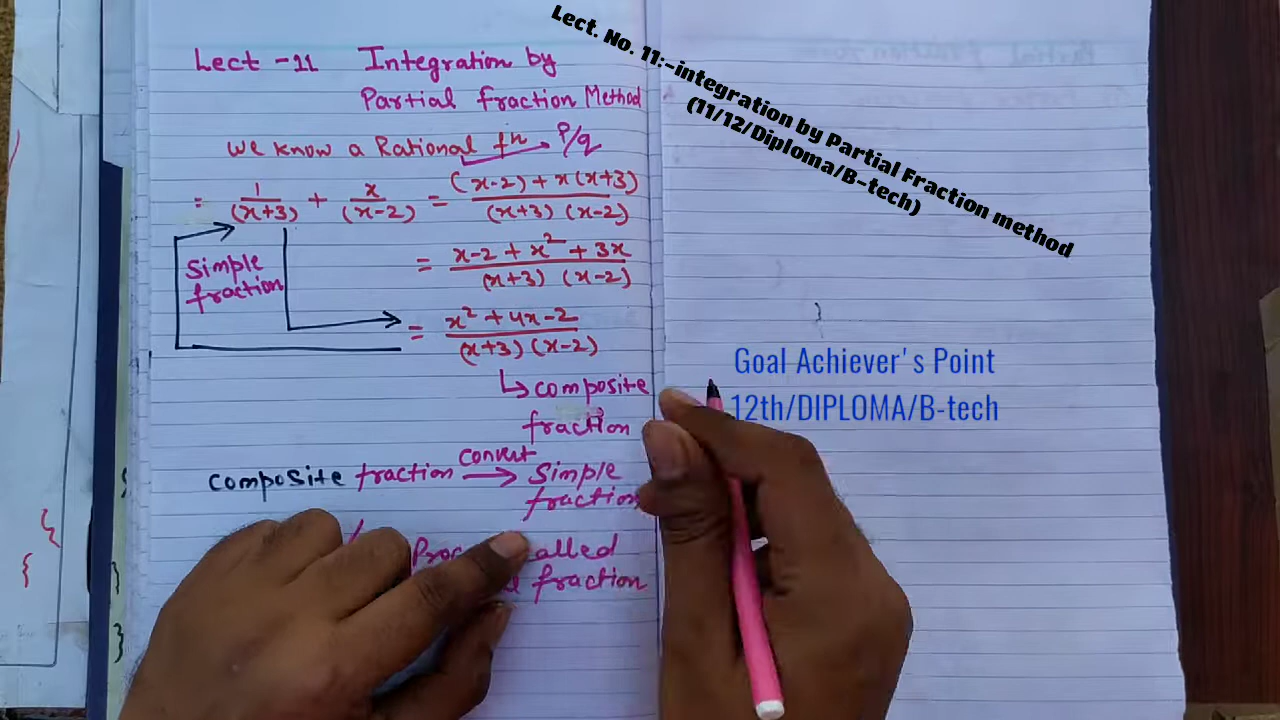 Lect. No. 11:-integration by Partial Fraction method
(11/12/Diploma/B-tech)
Lect -11 Integration by
Partial fraction Method
We know a Rational fn → P/q
= 1/(x+3) + x/(x-2) = (x-2) + x(x+3)/(x+3) (x-2)
= x-2 + x² + 3x/(x+3) (x-2)
Simple
fraction
= x² + 4x-2/(x+3) (x-2)
↳ composite
fraction
composite fraction convert → Simple
fraction
alled
fraction
Goal Achiever's Point
12th/DIPLOMA/B-tech